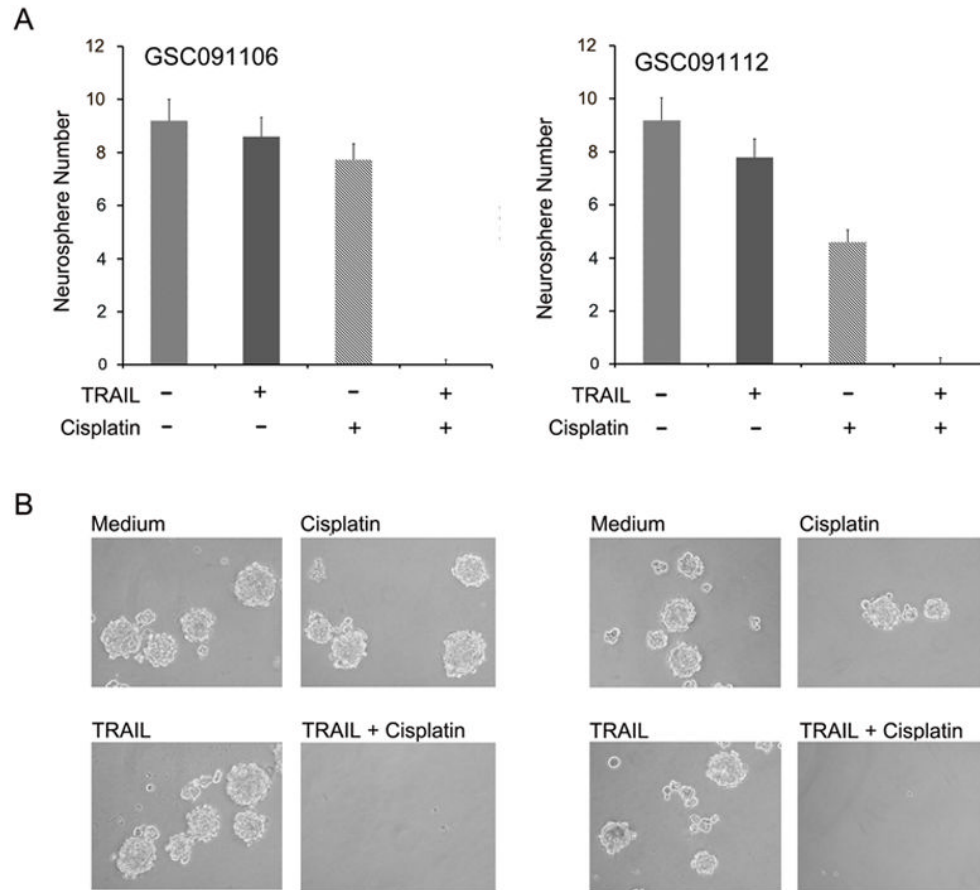 A
GSC091106
12
10
8
6
4
2
0
Neurosphere Number
TRAIL - + - +
Cisplatin - - + +
GSC091112
12
10
8
6
4
2
0
Neurosphere Number
TRAIL - + - +
Cisplatin - - + +
B
Medium Cisplatin
TRAIL TRAIL + Cisplatin
Medium Cisplatin
TRAIL TRAIL + Cisplatin